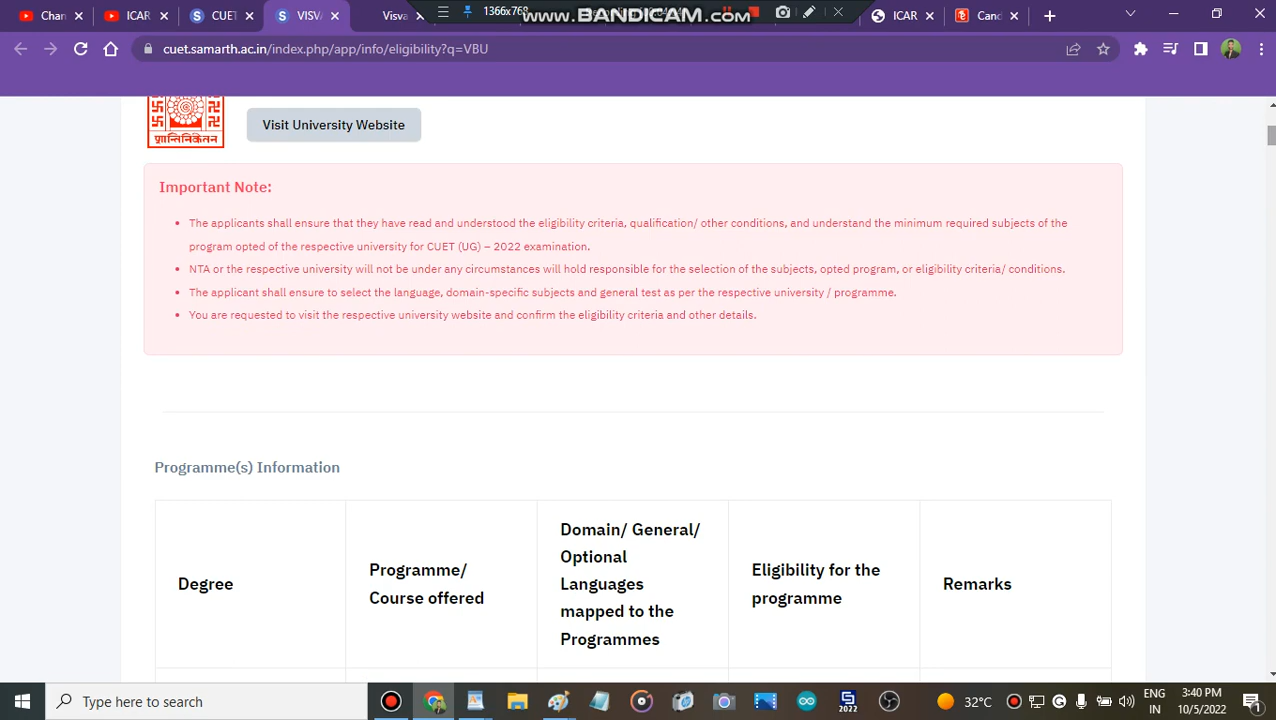 Chan
ICAR
CUET
VISV
Visva
1366x768
www.BANDICAM.com
ICAR
Cand
cuet.samarth.ac.in/index.php/app/info/eligibility?q=VBU
Visit University Website
Important Note:
The applicants shall ensure that they have read and understood the eligibility criteria, qualification/ other conditions, and understand the minimum required subjects of the
program opted of the respective university for CUET (UG) – 2022 examination.
NTA or the respective university will not be under any circumstances will hold responsible for the selection of the subjects, opted program, or eligibility criteria/ conditions.
The applicant shall ensure to select the language, domain-specific subjects and general test as per the respective university / programme.
You are requested to visit the respective university website and confirm the eligibility criteria and other details.
Programme(s) Information
Degree
Programme/
Course offered
Domain/ General/
Optional
Languages
mapped to the
Programmes
Eligibility for the
programme
Remarks
Type here to search
2022
32°C
ENG
IN
3:40 PM
10/5/2022
1